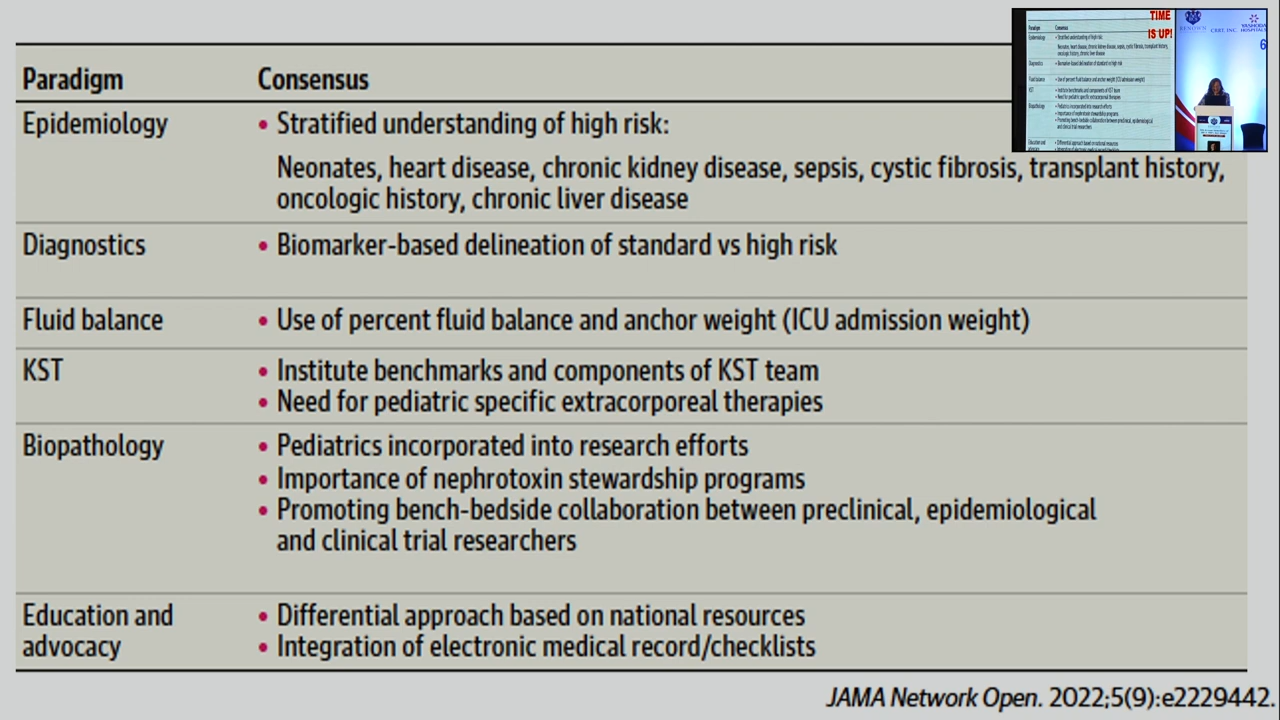 Paradigm Consensus
Epidemiology • Stratified understanding of high risk:
Neonates, heart disease, chronic kidney disease, sepsis, cystic fibrosis, transplant history,
oncologic history, chronic liver disease
Diagnostics • Biomarker-based delineation of standard vs high risk
Fluid balance • Use of percent fluid balance and anchor weight (ICU admission weight)
KST • Institute benchmarks and components of KST team
• Need for pediatric specific extracorporeal therapies
Biopathology • Pediatrics incorporated into research efforts
• Importance of nephrotoxin stewardship programs
• Promoting bench-bedside collaboration between preclinical, epidemiological
and clinical trial researchers
Education and • Differential approach based on national resources
advocacy • Integration of electronic medical record/checklists
JAMA Network Open. 2022;5(9):e2229442.
TIME
IS UP!
YASHODA
HOSPITALS
6